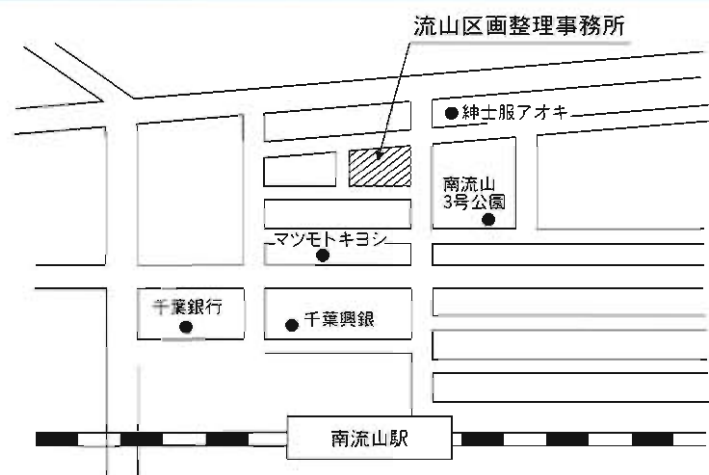 流山区画整理事務所
紳士服アオキ
南流山
3号公園
マツモトキヨシ
千葉銀行
千葉興銀
南流山駅